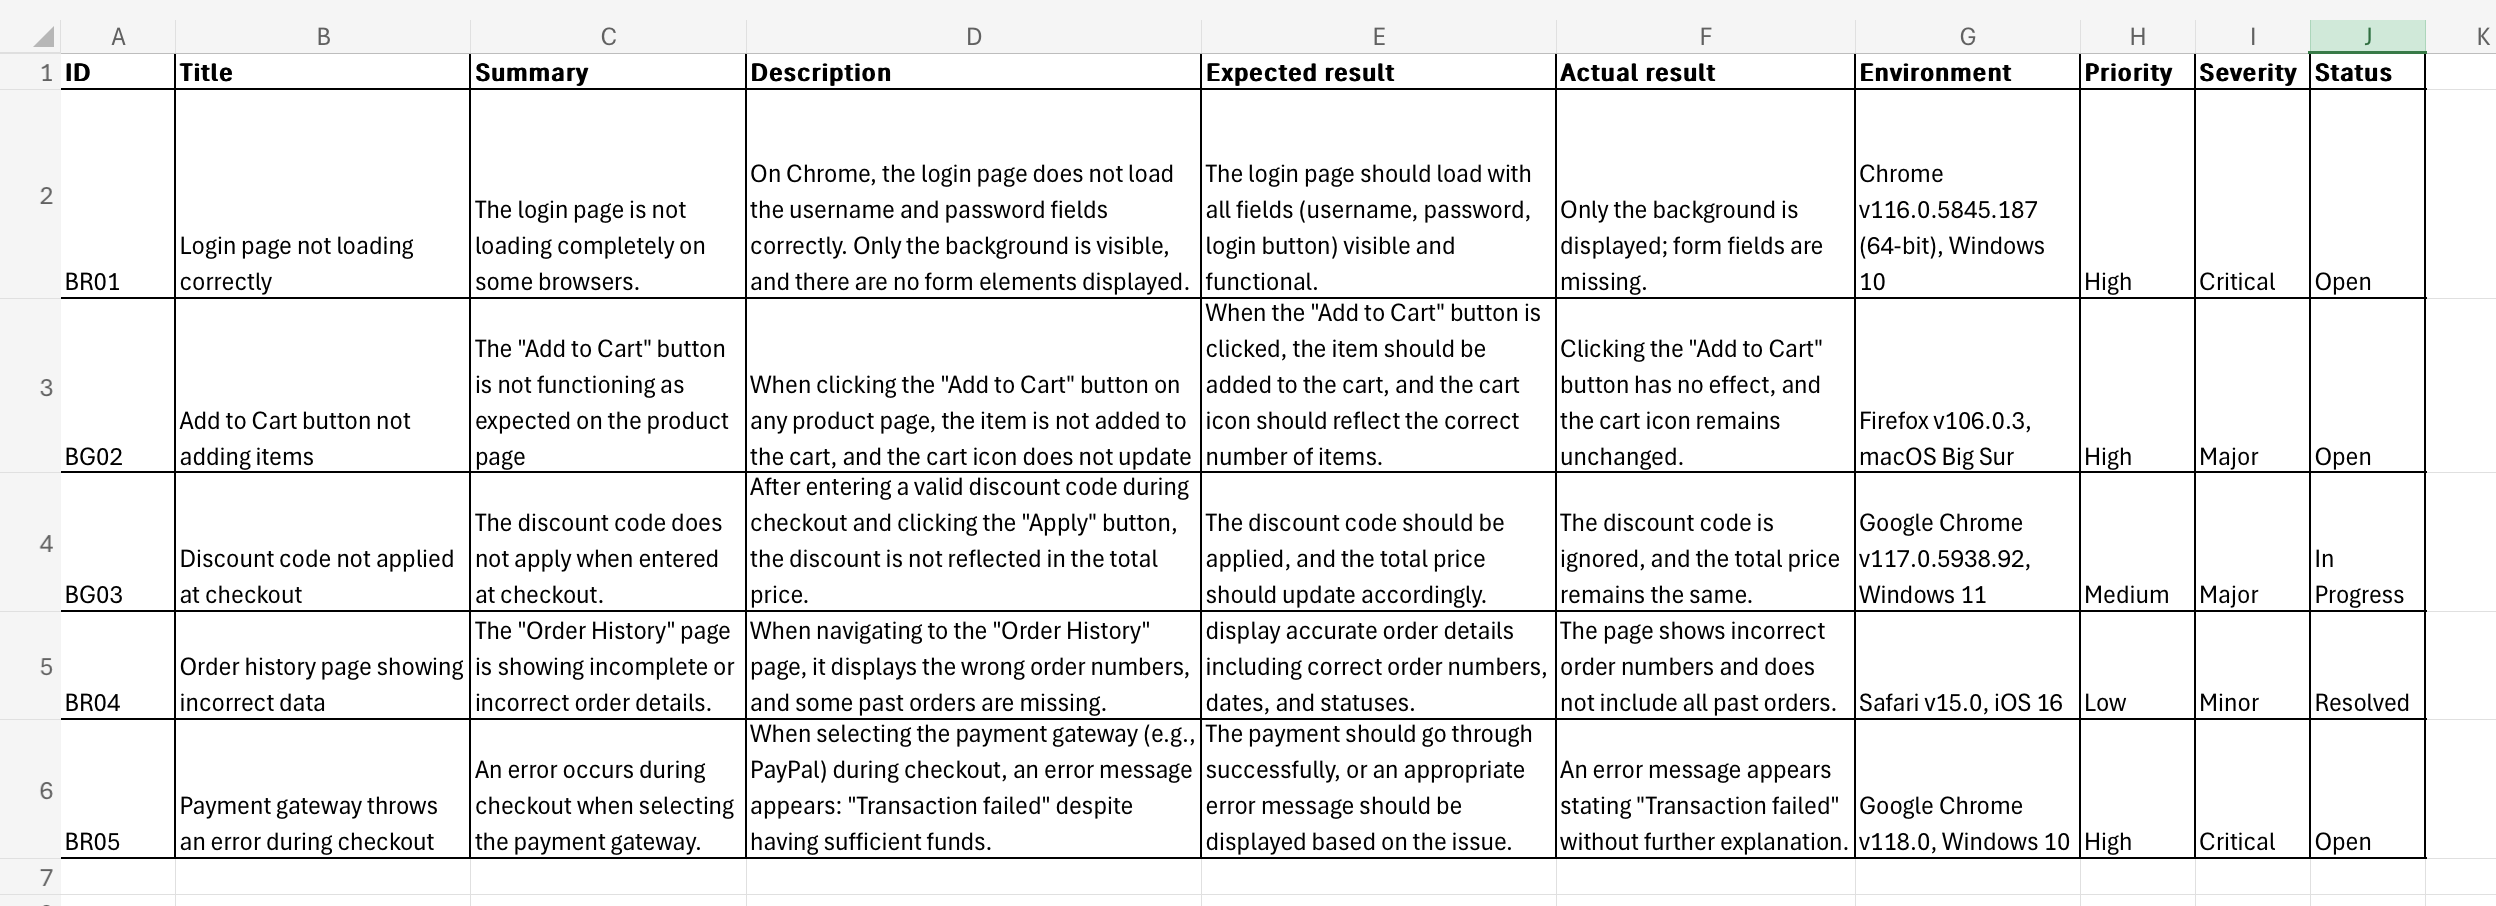 A B C D E F G H I J K
1 ID Title Summary Description Expected result Actual result Environment Priority Severity Status
2
BR01
Login page not loading
correctly
The login page is not
loading completely on
some browsers.
On Chrome, the login page does not load
the username and password fields
correctly. Only the background is visible,
and there are no form elements displayed.
The login page should load with
all fields (username, password,
login button) visible and
functional.
Only the background is
displayed; form fields are
missing.
Chrome
v116.0.5845.187
(64-bit), Windows
10
High
Critical
Open
3
BG02
Add to Cart button not
adding items
The "Add to Cart" button
is not functioning as
expected on the product
page
When clicking the "Add to Cart" button on
any product page, the item is not added to
the cart, and the cart icon does not update
When the "Add to Cart" button is
clicked, the item should be
added to the cart, and the cart
icon should reflect the correct
number of items.
Clicking the "Add to Cart"
button has no effect, and
the cart icon remains
unchanged.
Firefox v106.0.3,
macOS Big Sur
High
Major
Open
4
BG03
Discount code not applied
at checkout
The discount code does
not apply when entered
at checkout.
After entering a valid discount code during
checkout and clicking the "Apply" button,
the discount is not reflected in the total
price.
The discount code should be
applied, and the total price
should update accordingly.
The discount code is
ignored, and the total price
remains the same.
Google Chrome
v117.0.5938.92,
Windows 11
Medium
Major
In
Progress
5
BR04
Order history page showing
incorrect data
The "Order History" page
is showing incomplete or
incorrect order details.
When navigating to the "Order History"
page, it displays the wrong order numbers,
and some past orders are missing.
display accurate order details
including correct order numbers,
dates, and statuses.
The page shows incorrect
order numbers and does
not include all past orders.
Safari v15.0, iOS 16
Low
Minor
Resolved
6
BR05
Payment gateway throws
an error during checkout
An error occurs during
checkout when selecting
the payment gateway.
When selecting the payment gateway (e.g.,
PayPal) during checkout, an error message
appears: "Transaction failed" despite
having sufficient funds.
The payment should go through
successfully, or an appropriate
error message should be
displayed based on the issue.
An error message appears
stating "Transaction failed"
without further explanation.
Google Chrome
v118.0, Windows 10
High
Critical
Open
7